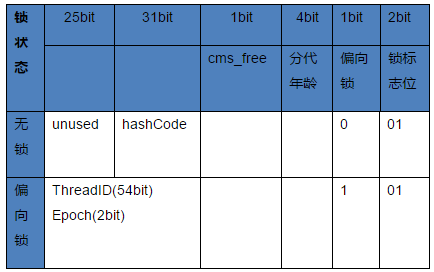 锁状态 25bit 31bit 1bit 4bit 1bit 2bit
cms_free 分代年龄 偏向锁 锁标志位
无锁 unused hashCode 0 01
偏向锁 ThreadID(54bit) 1 01
Epoch(2bit)